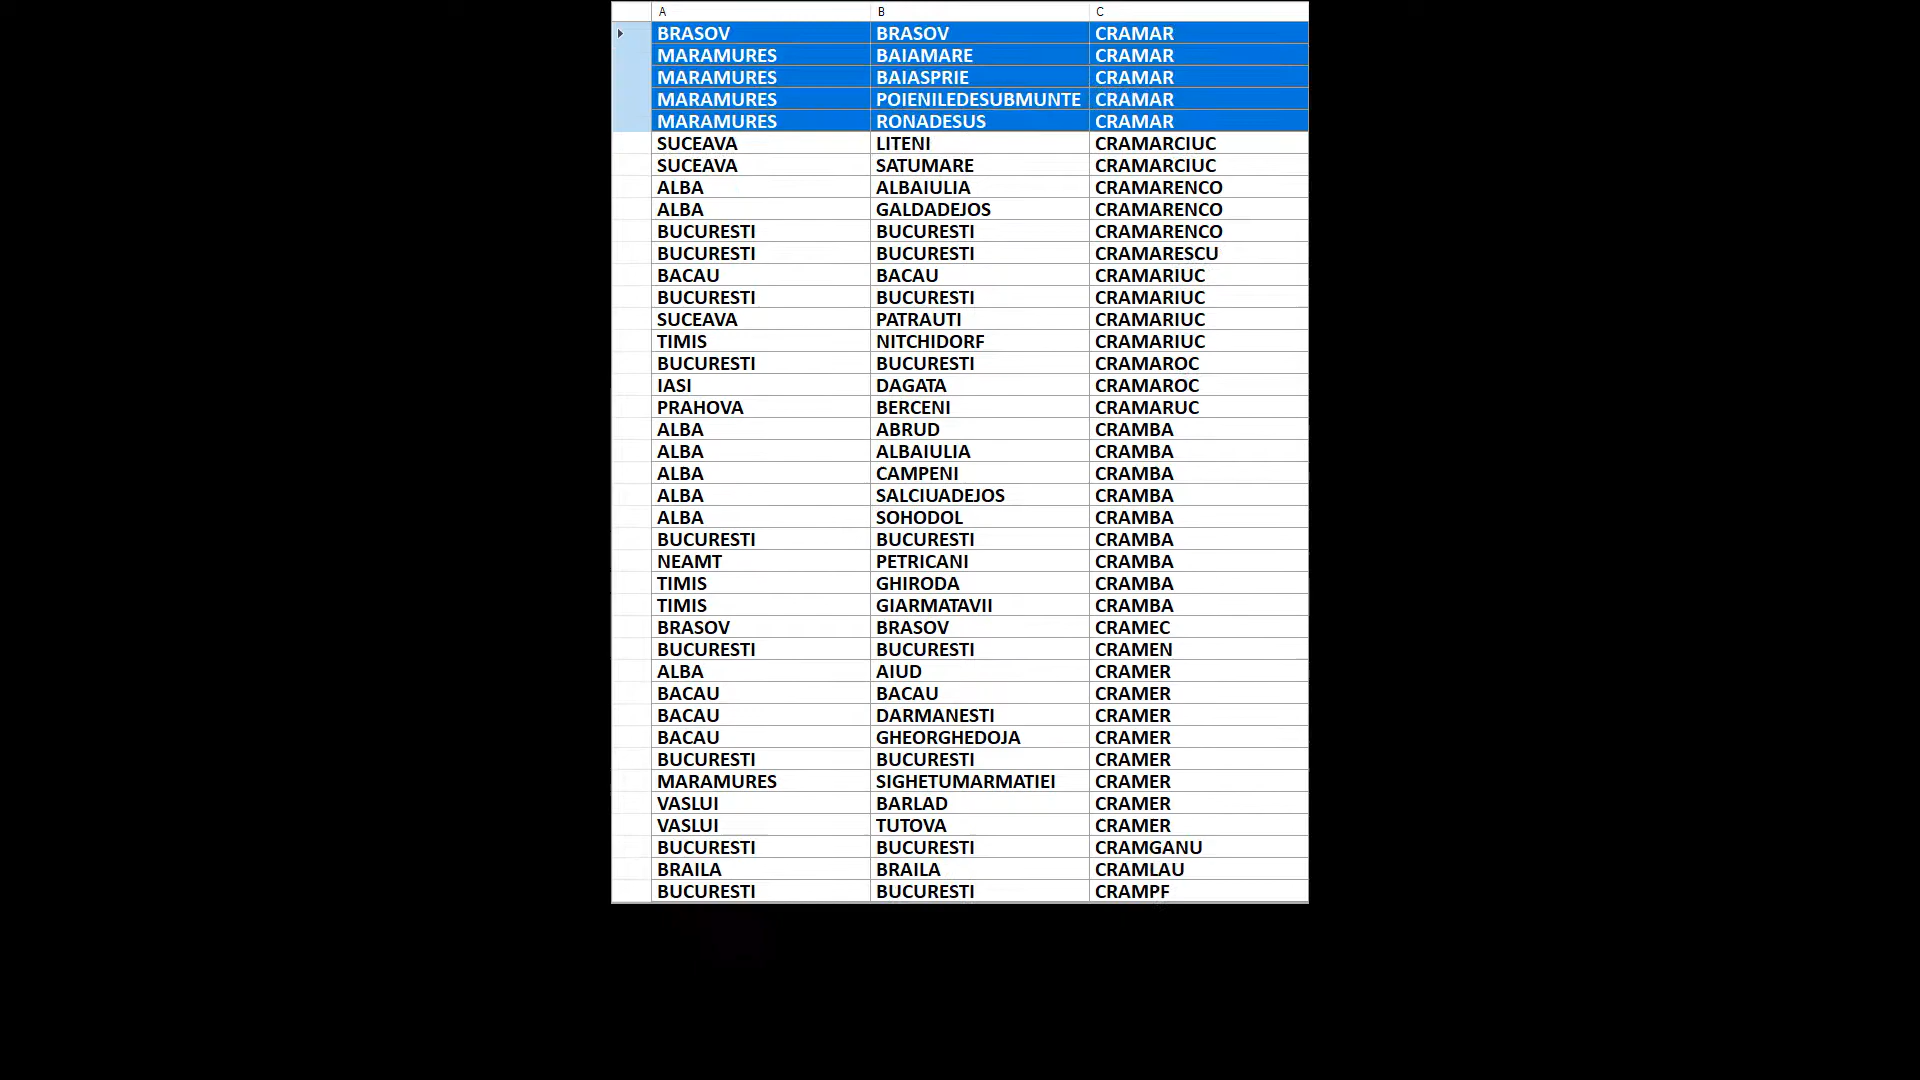 A B C
BRASOV BRASOV CRAMAR
MARAMURES BAIAMARE CRAMAR
MARAMURES BAIASPRIE CRAMAR
MARAMURES POIENILEDESUBMUNTE CRAMAR
MARAMURES RONADESUS CRAMAR
SUCEAVA LITENI CRAMARCIUC
SUCEAVA SATUMARE CRAMARCIUC
ALBA ALBAIULIA CRAMARENCO
ALBA GALDADEJOS CRAMARENCO
BUCURESTI BUCURESTI CRAMARENCO
BUCURESTI BUCURESTI CRAMARESCU
BACAU BACAU CRAMARIUC
BUCURESTI BUCURESTI CRAMARIUC
SUCEAVA PATRAUTI CRAMARIUC
TIMIS NITCHIDORF CRAMARIUC
BUCURESTI BUCURESTI CRAMAROC
IASI DAGATA CRAMAROC
PRAHOVA BERCENI CRAMARUC
ALBA ABRUD CRAMBA
ALBA ALBAIULIA CRAMBA
ALBA CAMPENI CRAMBA
ALBA SALCIUADEJOS CRAMBA
ALBA SOHODOL CRAMBA
BUCURESTI BUCURESTI CRAMBA
NEAMT PETRICANI CRAMBA
TIMIS GHIRODA CRAMBA
TIMIS GIARMATAVII CRAMBA
BRASOV BRASOV CRAMEC
BUCURESTI BUCURESTI CRAMEN
ALBA AIUD CRAMER
BACAU BACAU CRAMER
BACAU DARMANESTI CRAMER
BACAU GHEORGHEDOJA CRAMER
BUCURESTI BUCURESTI CRAMER
MARAMURES SIGHETUMARMATIEI CRAMER
VASLUI BARLAD CRAMER
VASLUI TUTOVA CRAMER
BUCURESTI BUCURESTI CRAMGANU
BRAILA BRAILA CRAMLAU
BUCURESTI BUCURESTI CRAMPF